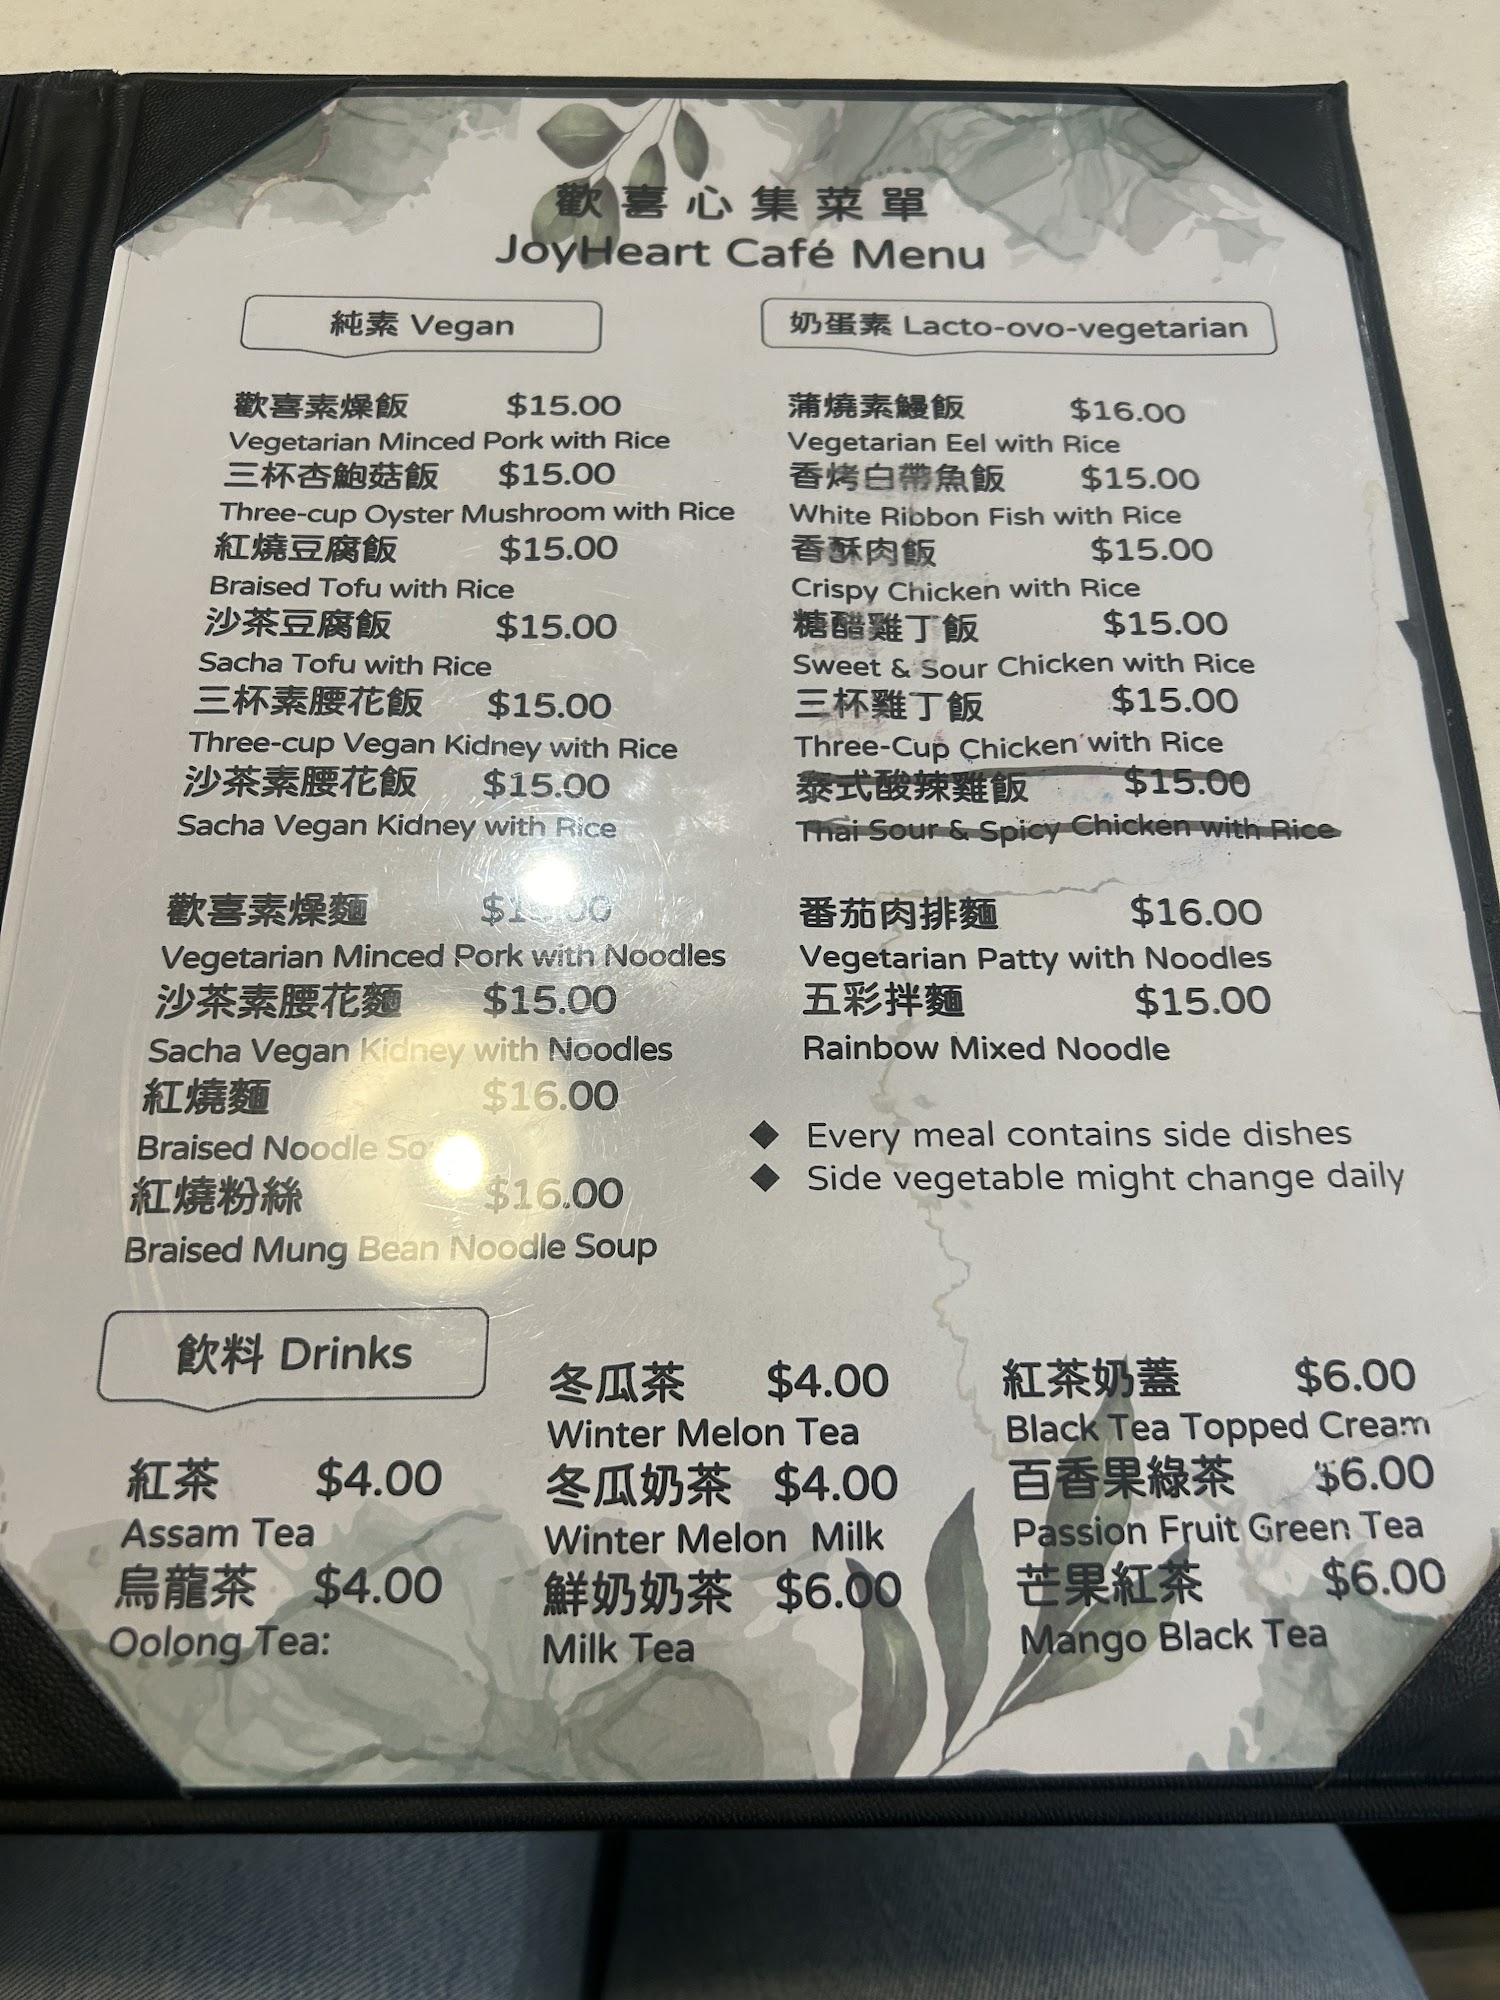 歡喜心集菜單
JoyHeart Café Menu
純素 Vegan
歡喜素燥飯 $15.00
Vegetarian Minced Pork with Rice
三杯杏鮑菇飯 $15.00
Three-cup Oyster Mushroom with Rice
紅燒豆腐飯 $15.00
Braised Tofu with Rice
沙茶豆腐飯 $15.00
Sacha Tofu with Rice
三杯素腰花飯 $15.00
Three-cup Vegan Kidney with Rice
沙茶素腰花飯 $15.00
Sacha Vegan Kidney with Rice
歡喜素燥麵
Vegetarian Minced Pork with Noodles
沙茶素腰花麵 $15.00
Sacha Vegan Kidney with Noodles
紅燒麵 $16.00
Braised Noodle
紅燒粉絲 $16.00
Braised Mung Bean Noodle Soup
奶蛋素 Lacto-ovo-vegetarian
蒲燒素鰻飯 $16.00
Vegetarian Eel with Rice
香烤白帶魚飯 $15.00
White Ribbon Fish with Rice
香酥肉飯 $15.00
Crispy Chicken with Rice
糖醋雞丁飯 $15.00
Sweet & Sour Chicken with Rice
三杯雞丁飯 $15.00
Three-Cup Chicken with Rice
泰式酸辣雞飯 $15.00
Thai Sour & Spicy Chicken with Rice
番茄肉排麵 $16.00
Vegetarian Patty with Noodles
五彩拌麵 $15.00
Rainbow Mixed Noodle
◆ Every meal contains side dishes
◆ Side vegetable might change daily
飲料 Drinks
紅茶 $4.00
Assam Tea
烏龍茶 $4.00
Oolong Tea:
冬瓜茶 $4.00
Winter Melon Tea
冬瓜奶茶 $4.00
Winter Melon Milk
鮮奶奶茶 $6.00
Milk Tea
紅茶奶蓋 $6.00
Black Tea Topped Cream
百香果綠茶 $6.00
Passion Fruit Green Tea
芒果紅茶 $6.00
Mango Black Tea